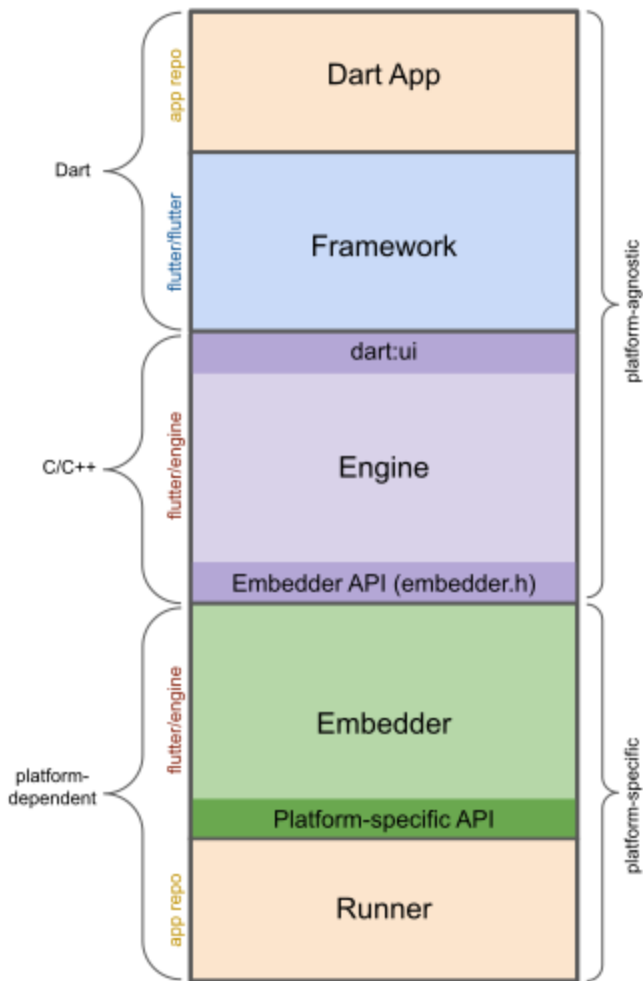 app repo
Dart App
Dart
flutter/flutter
Framework
platform-agnostic
dart:ui
C/C++
flutter/engine
Engine
Embedder API (embedder.h)
flutter/engine
Embedder
platform-
dependent
platform-specific
Platform-specific API
app repo
Runner